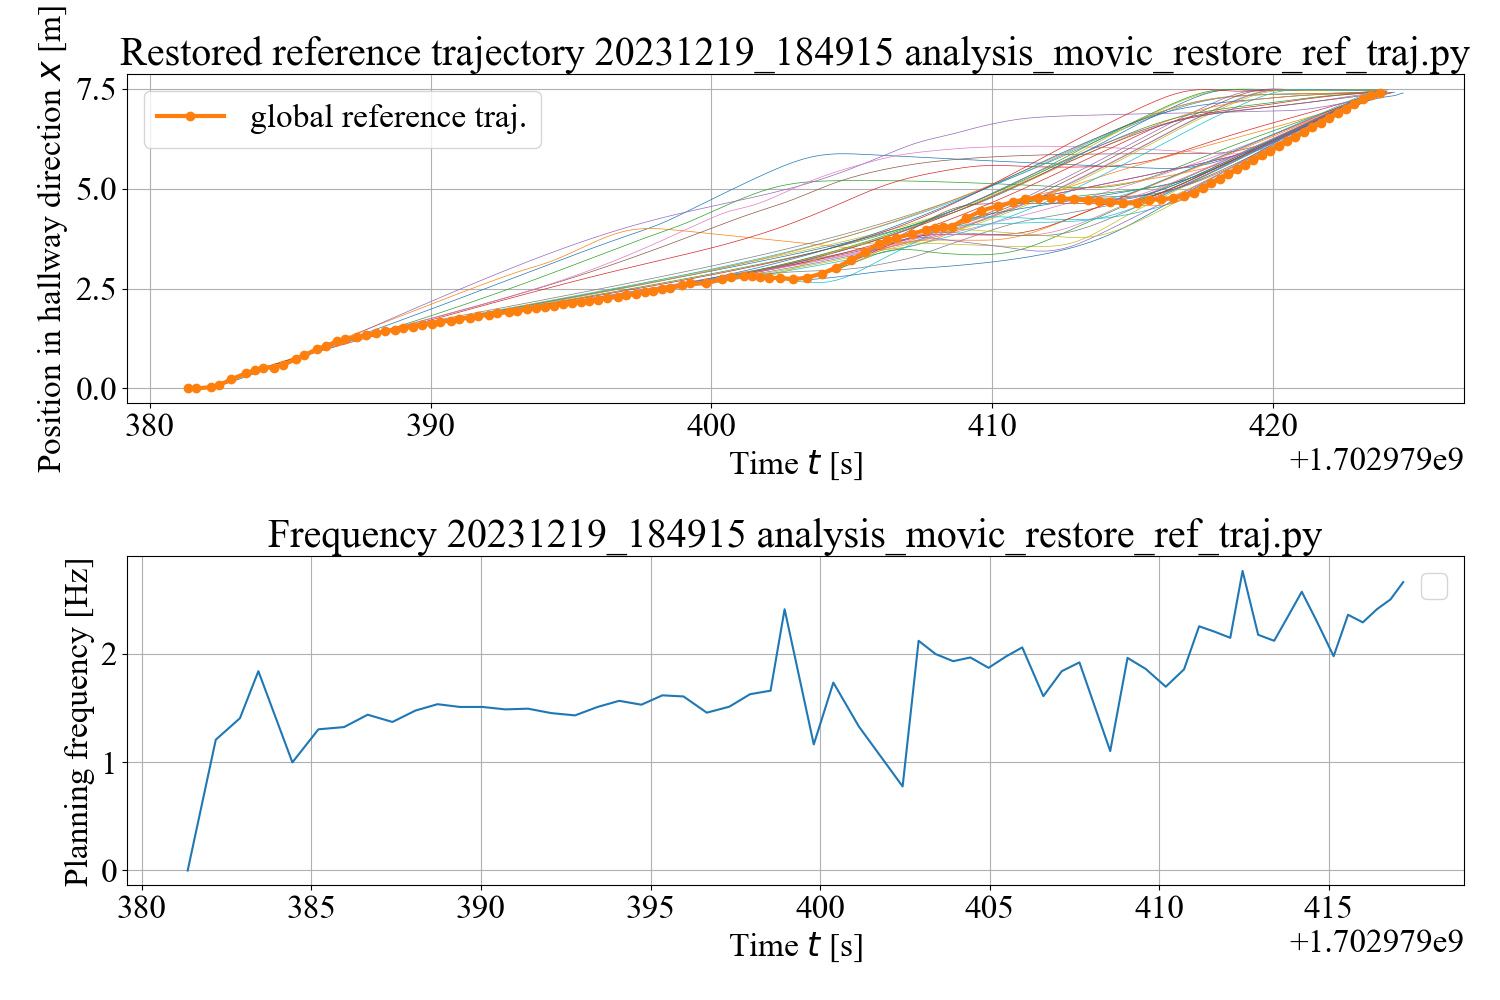 Restored reference trajectory 20231219_184915 analysis_movic_restore_ref_traj.py
Position in hallway direction x [m]
7.5
5.0
2.5
0.0
global reference traj.
380 390 400 410 420
Time t [s]
+1.702979e9
Frequency 20231219_184915 analysis_movic_restore_ref_traj.py
Planning frequency [Hz]
2
1
0
380 385 390 395 400 405 410 415
Time t [s]
+1.702979e9